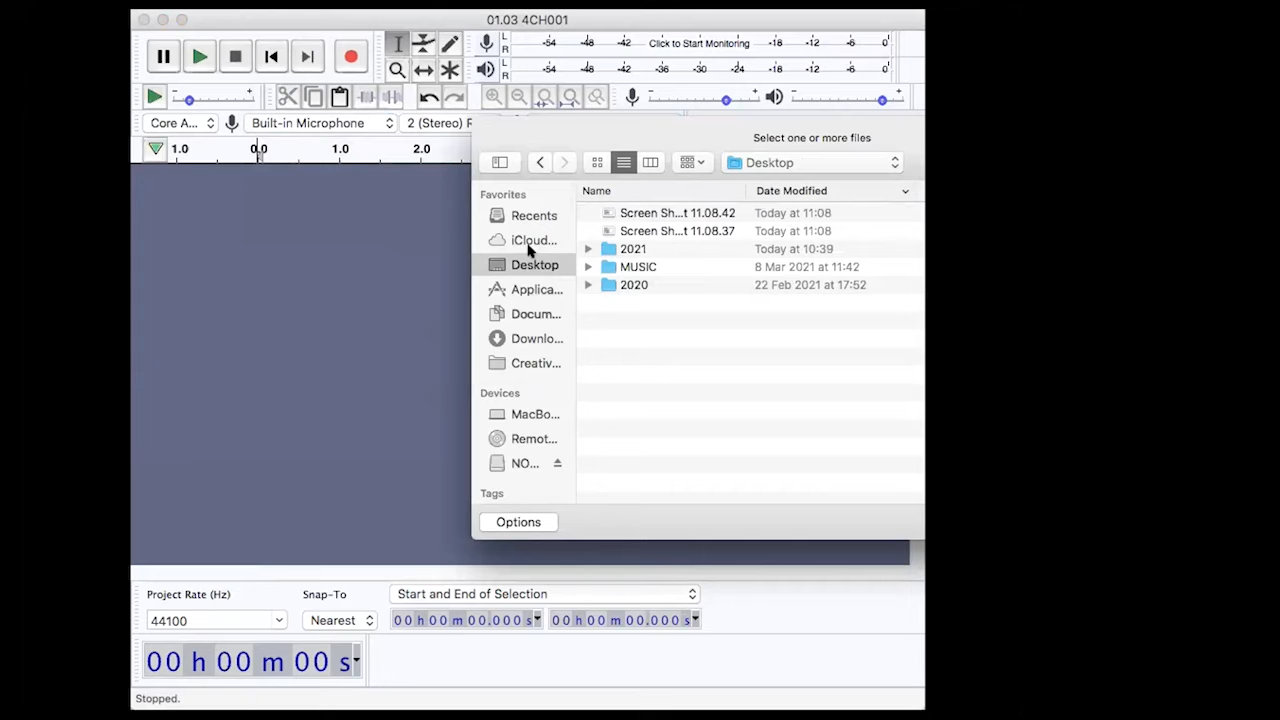 01.03 4CH001
L
R
-54 -48 -42 Click to Start Monitoring -18 -12 -6 0
L
R
-54 -48 -42 -36 -30 -24 -18 -12 -6 0
- +
- + - +
Core A... Built-in Microphone 2 (Stereo) R
1.0 0.0 1.0 2.0
Select one or more files
Desktop
Favorites
Recents
iCloud...
Desktop
Applica...
Docum...
Downlo...
Creativ...
Devices
MacBo...
Remot...
NO...
Tags
Name Date Modified
Screen Sh...t 11.08.42 Today at 11:08
Screen Sh...t 11.08.37 Today at 11:08
2021 Today at 10:39
MUSIC 8 Mar 2021 at 11:42
2020 22 Feb 2021 at 17:52
Options
Project Rate (Hz) Snap-To Start and End of Selection
44100 Nearest 00 h 00 m 00.000 s 00 h 00 m 00.000 s
00 h 00 m 00 s
Stopped.